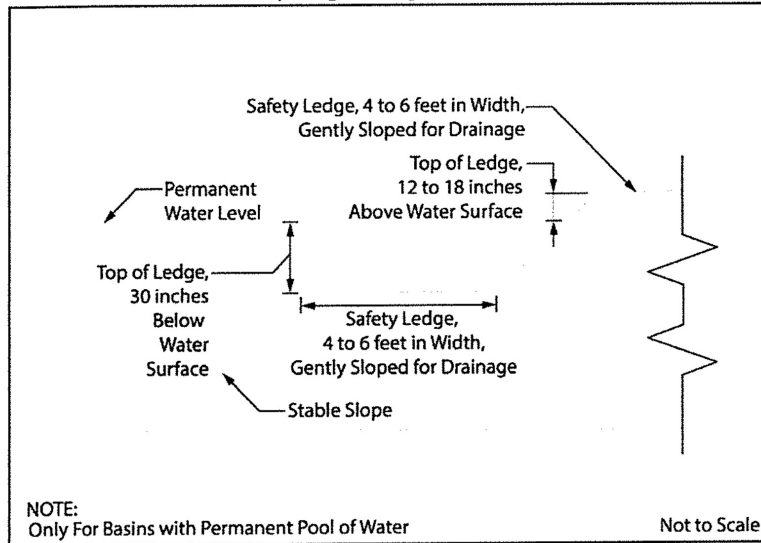 Safety Ledge, 4 to 6 feet in Width,
Gently Sloped for Drainage
Top of Ledge,
12 to 18 inches
Above Water Surface
Permanent
Water Level
Top of Ledge,
30 inches
Below
Water
Surface
Safety Ledge,
4 to 6 feet in Width,
Gently Sloped for Drainage
Stable Slope
NOTE:
Only For Basins with Permanent Pool of Water
Not to Scale